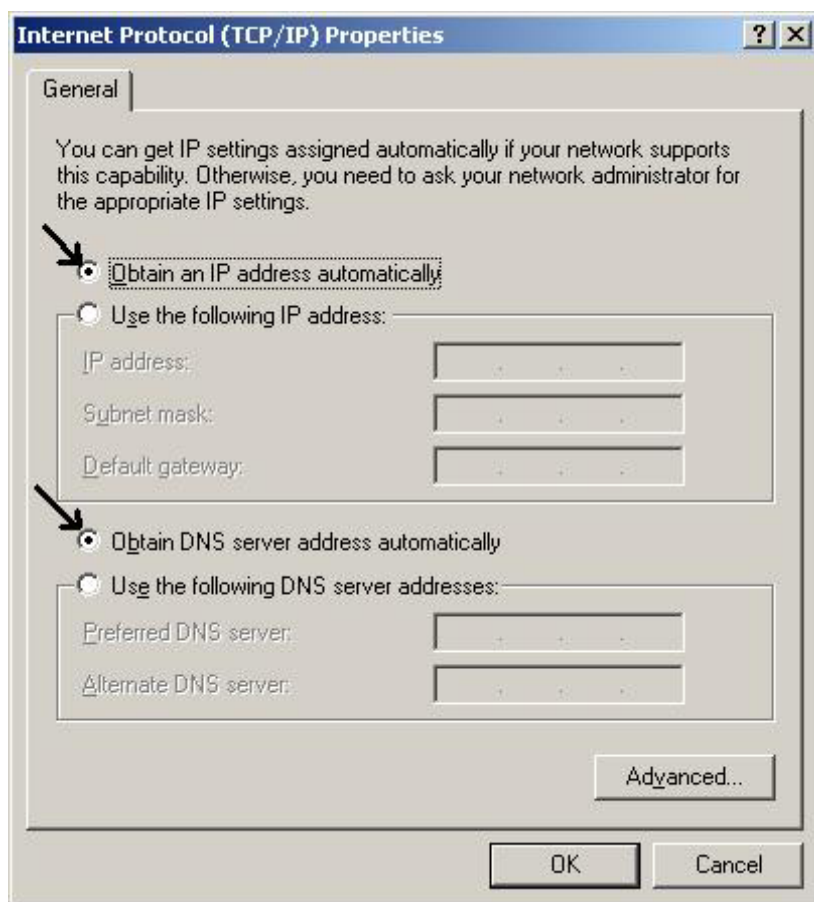 Internet Protocol (TCP/IP) Properties
General
You can get IP settings assigned automatically if your network supports
this capability. Otherwise, you need to ask your network administrator for
the appropriate IP settings.
Obtain an IP address automatically
Use the following IP address:
IP address:
Subnet mask:
Default gateway:
Obtain DNS server address automatically
Use the following DNS server addresses:
Preferred DNS server:
Alternate DNS server:
Advanced...
OK Cancel